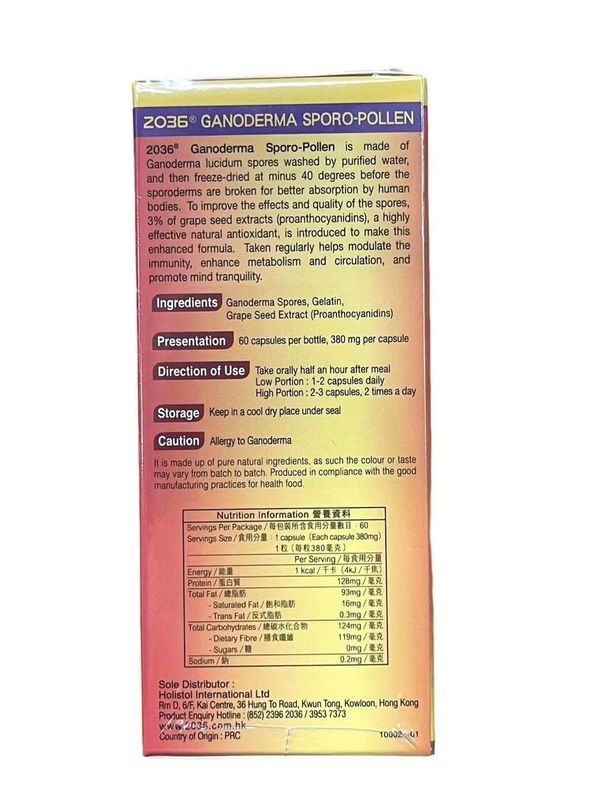 2036® GANODERMA SPORO-POLLEN
2036® Ganoderma Sporo-Pollen is made of
Ganoderma lucidum spores washed by purified water,
and then freeze-dried at minus 40 degrees before the
sporoderms are broken for better absorption by human
bodies. To improve the effects and quality of the spores,
3% of grape seed extracts (proanthocyanidins), a highly
effective natural antioxidant, is introduced to make this
enhanced formula. Taken regularly helps modulate the
immunity, enhance metabolism and circulation, and
promote mind tranquility.
Ingredients Ganoderma Spores, Gelatin,
Grape Seed Extract (Proanthocyanidins)
Presentation 60 capsules per bottle, 380 mg per capsule
Direction of Use Take orally half an hour after meal
Low Portion : 1-2 capsules daily
High Portion : 2-3 capsules, 2 times a day
Storage Keep in a cool dry place under seal
Caution Allergy to Ganoderma
It is made up of pure natural ingredients, as such the colour or taste
may vary from batch to batch. Produced in compliance with the good
manufacturing practices for health food.
Nutrition Information 營養資料
Servings Per Package / 每包裝所含食用分量數目 : 60
Servings Size / 食用分量 : 1 capsule (Each capsule 380mg)
1 粒 (每粒380毫克)
Per Serving / 每食用分量
Energy / 能量 1 kcal / 千卡 (4kJ / 千焦)
Protein / 蛋白質 128mg / 毫克
Total Fat / 總脂肪 93mg / 毫克
- Saturated Fat / 飽和脂肪 16mg / 毫克
- Trans Fat / 反式脂肪 0.3mg / 毫克
Total Carbohydrates / 總碳水化合物 124mg / 毫克
- Dietary Fibre / 膳食纖維 119mg / 毫克
- Sugars / 糖 0mg / 毫克
Sodium / 鈉 0.2mg / 毫克
Sole Distributor :
Holistol International Ltd
Rm D, 6/F, Kai Centre, 36 Hung To Road, Kwun Tong, Kowloon, Hong Kong
Product Enquiry Hotline : (852) 2396 2036 / 3953 7373
www.2036.com.hk
Country of Origin : PRC